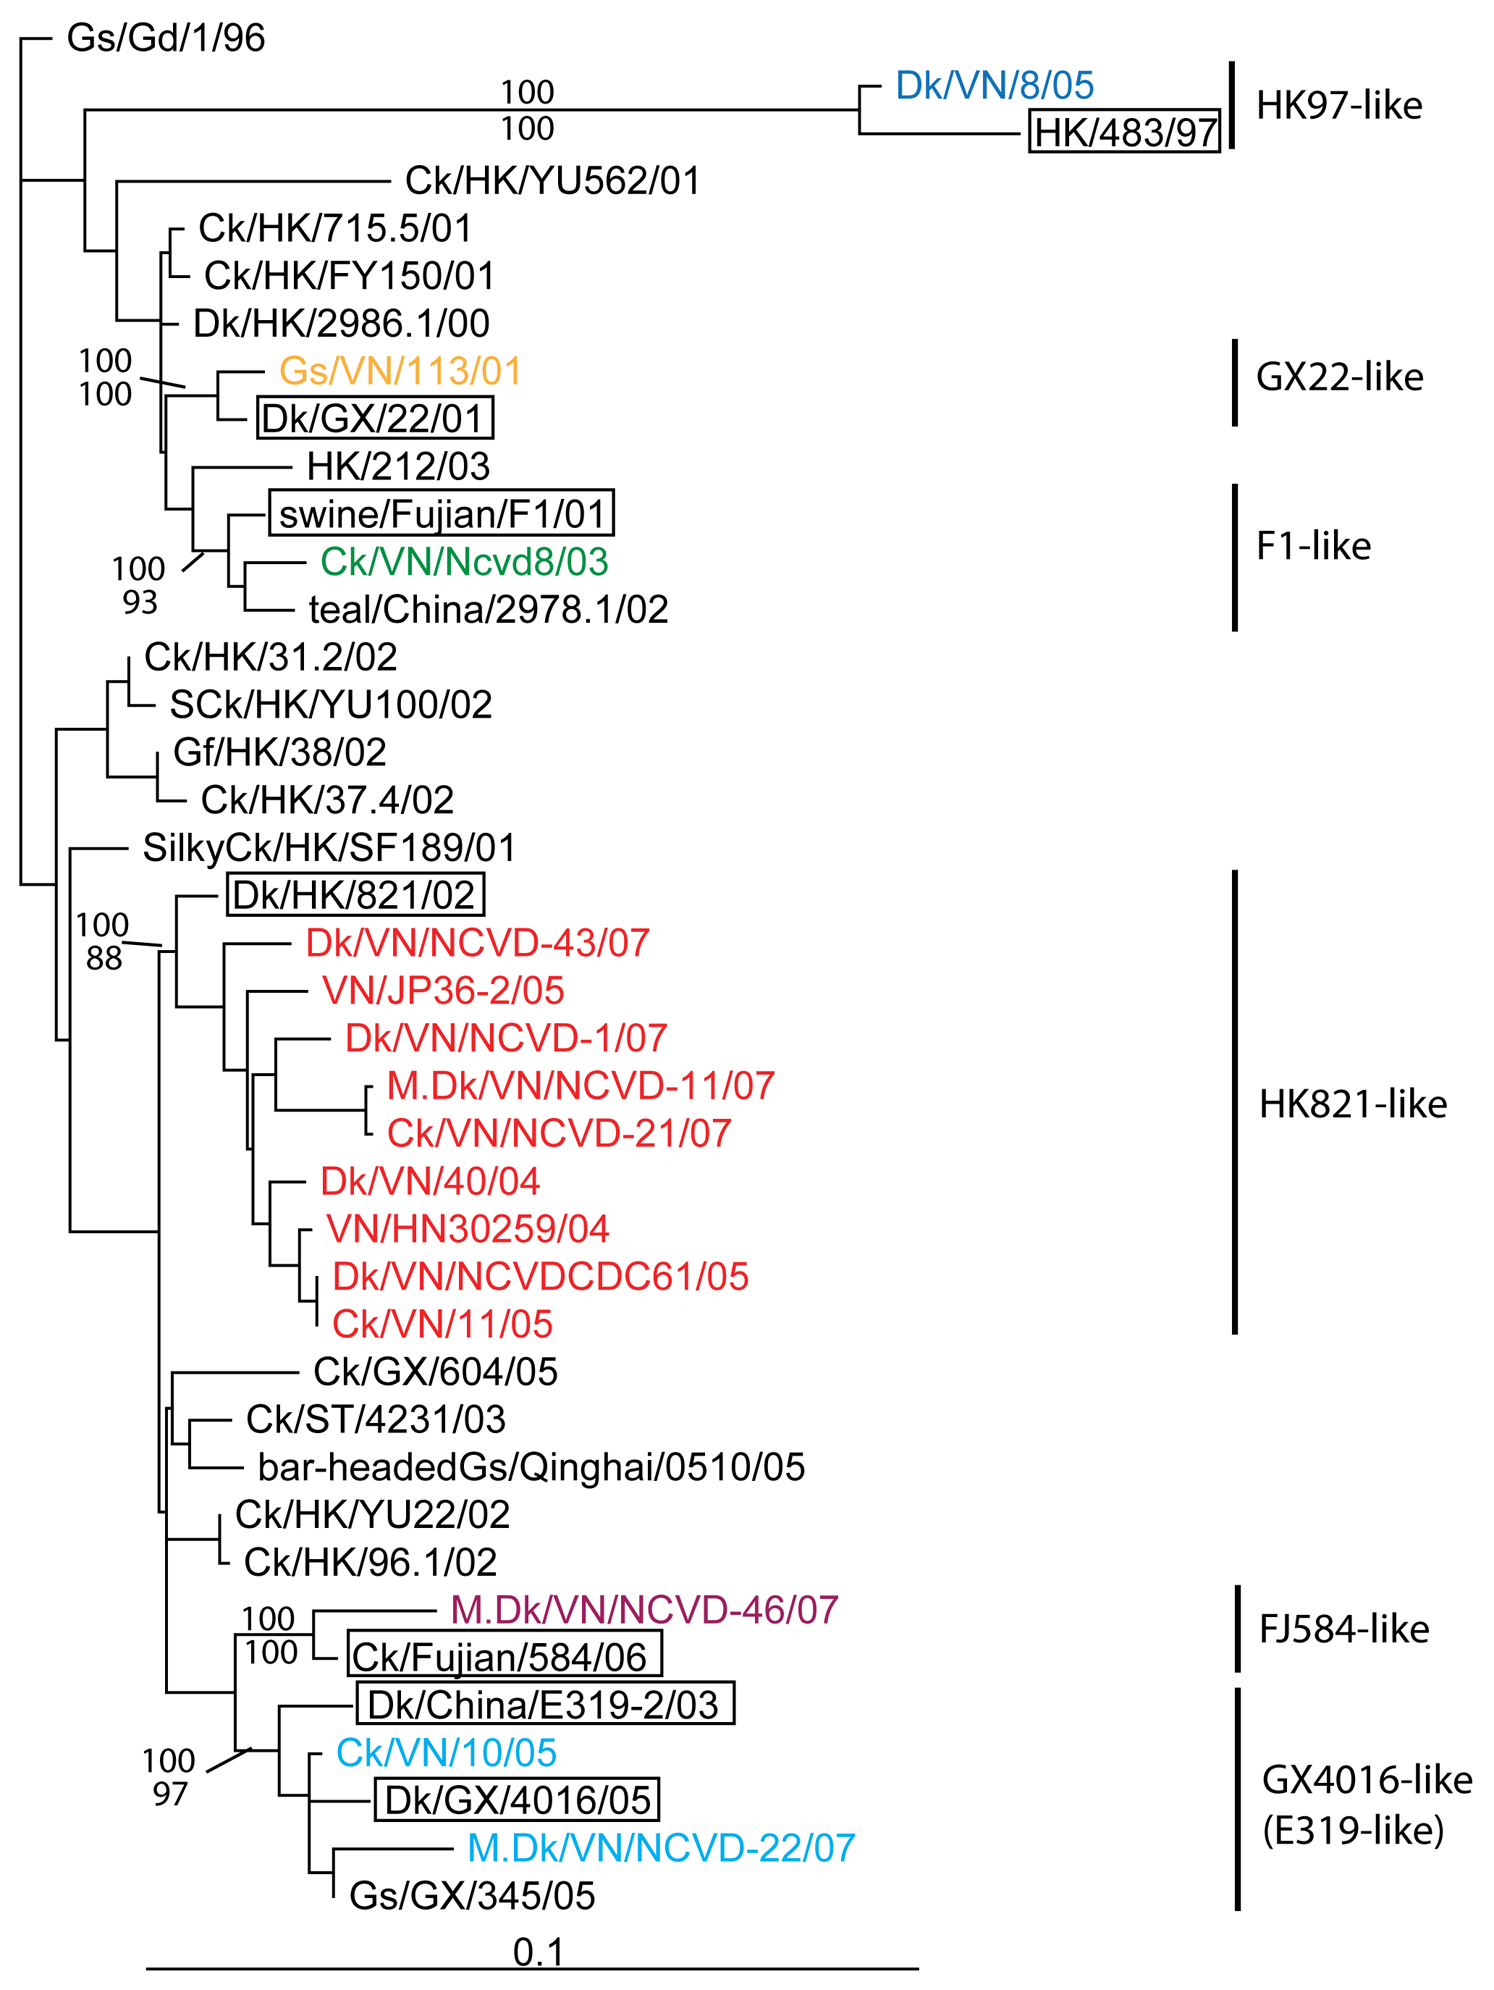 Gs/Gd/1/96
100
100
Dk/VN/8/05
HK/483/97
HK97-like
Ck/HK/YU562/01
Ck/HK/715.5/01
Ck/HK/FY150/01
Dk/HK/2986.1/00
100
100
Gs/VN/113/01
Dk/GX/22/01
GX22-like
HK/212/03
swine/Fujian/F1/01
100
93
Ck/VN/Ncvd8/03
teal/China/2978.1/02
F1-like
Ck/HK/31.2/02
SCk/HK/YU100/02
Gf/HK/38/02
Ck/HK/37.4/02
SilkyCk/HK/SF189/01
100
88
Dk/HK/821/02
Dk/VN/NCVD-43/07
VN/JP36-2/05
Dk/VN/NCVD-1/07
M.Dk/VN/NCVD-11/07
Ck/VN/NCVD-21/07
HK821-like
Dk/VN/40/04
VN/HN30259/04
Dk/VN/NCVDCDC61/05
Ck/VN/11/05
Ck/GX/604/05
Ck/ST/4231/03
bar-headedGs/Qinghai/0510/05
Ck/HK/YU22/02
Ck/HK/96.1/02
100
100
M.Dk/VN/NCVD-46/07
Ck/Fujian/584/06
FJ584-like
Dk/China/E319-2/03
100
97
Ck/VN/10/05
Dk/GX/4016/05
M.Dk/VN/NCVD-22/07
Gs/GX/345/05
GX4016-like
(E319-like)
0.1